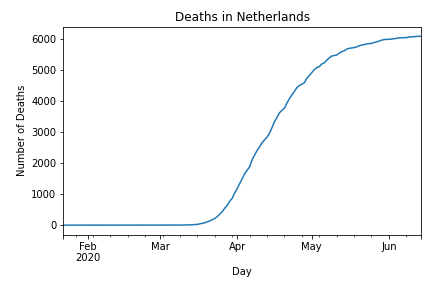 Deaths in Netherlands
6000
5000
4000
3000
2000
1000
0
Number of Deaths
Feb
2020
Mar
Apr
May
Jun
Day